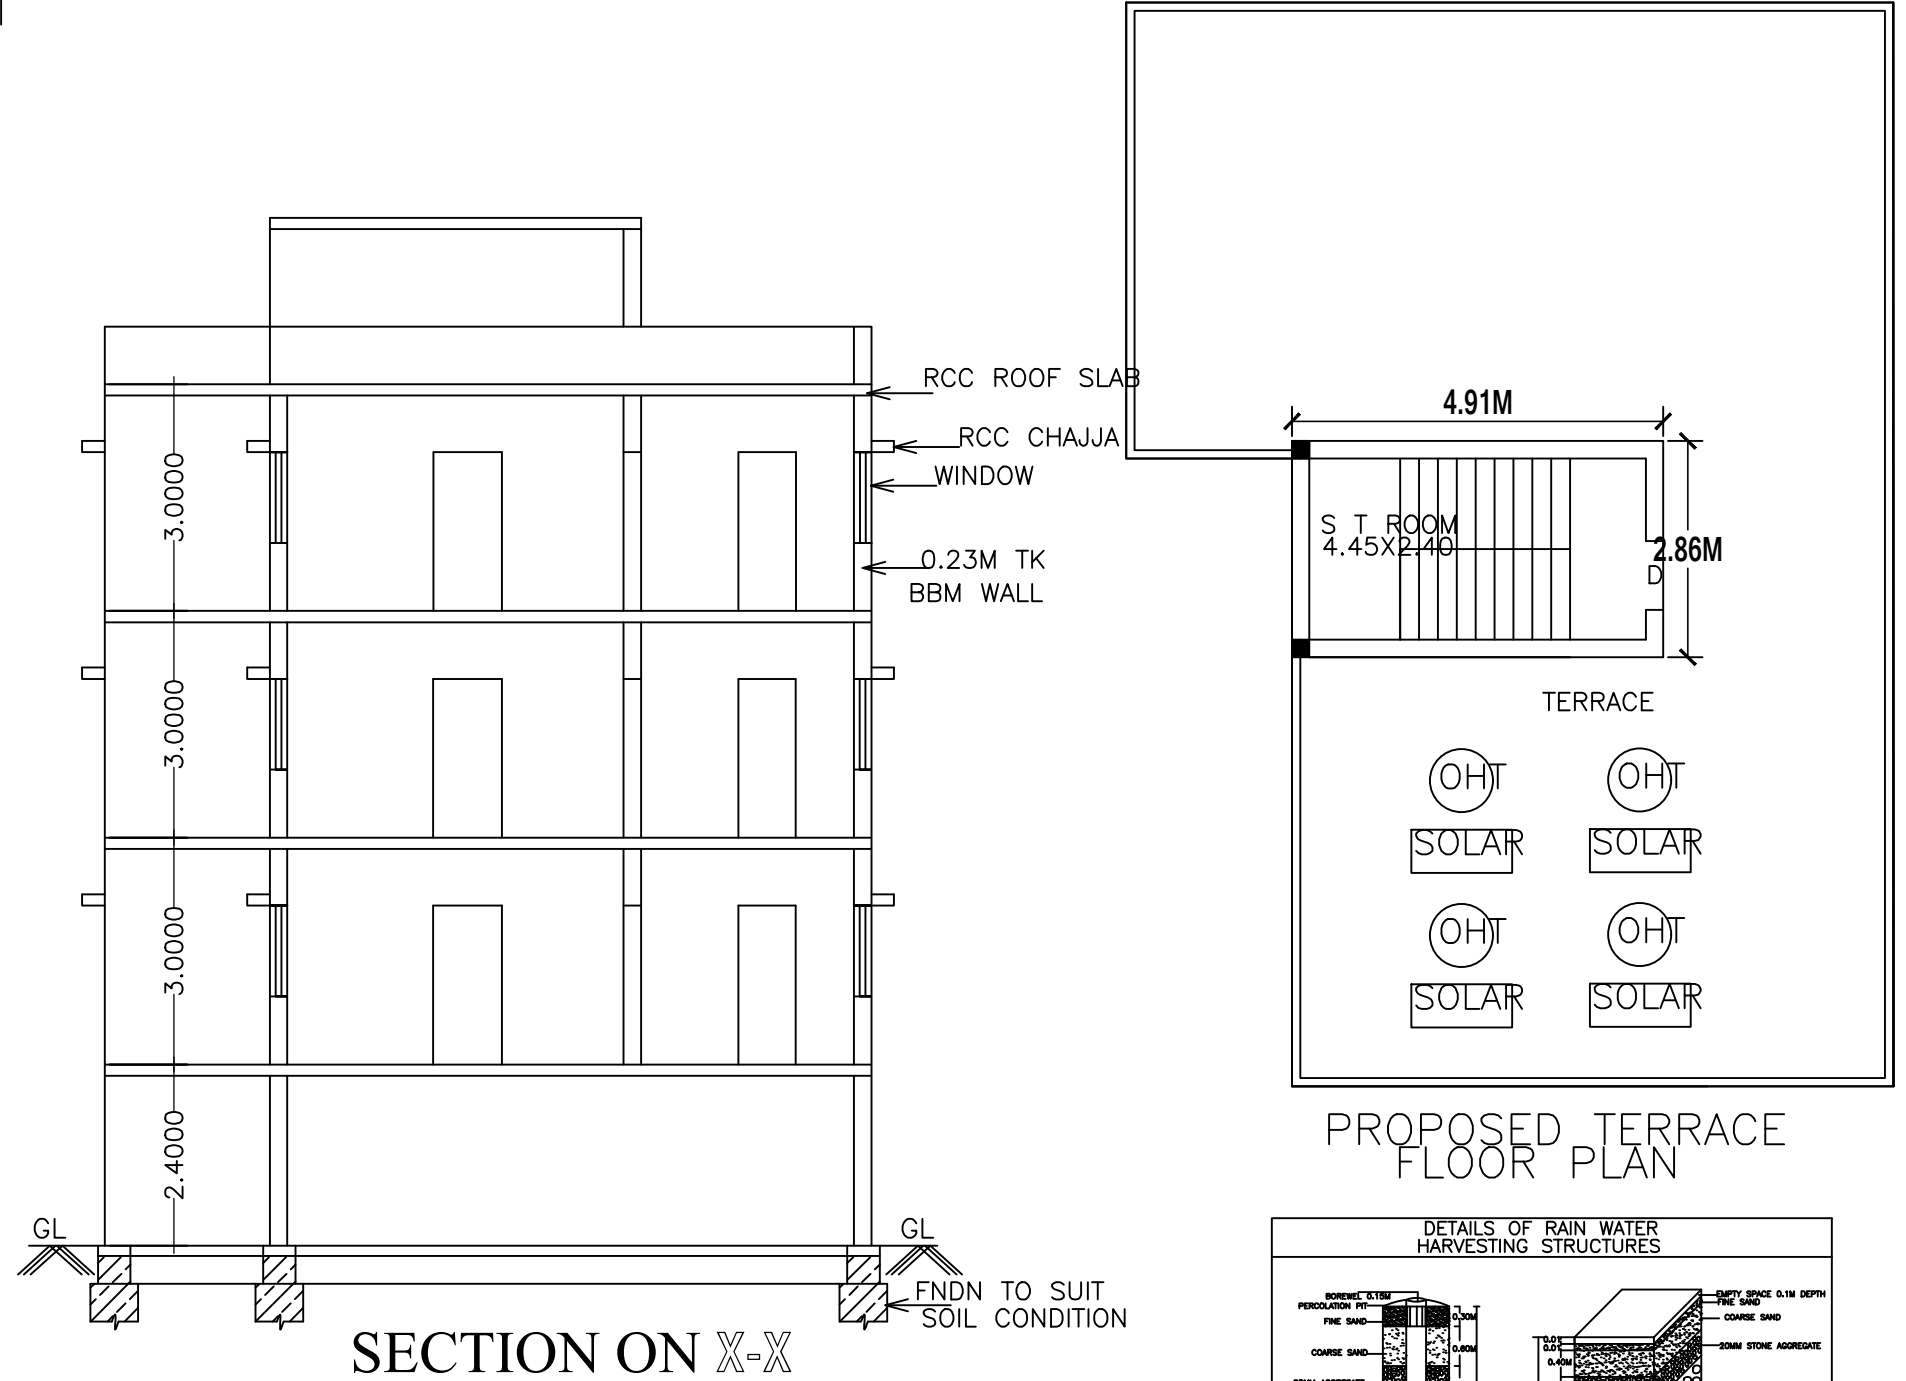 RCC ROOF SLAB
RCC CHAJJA
WINDOW
0.23M TK
BBM WALL
3.0000
3.0000
3.0000
2.4000
GL
GL
FNDN TO SUIT
SOIL CONDITION
SECTION ON X-X
4.91M
2.86M
S T ROOM
4.45X2.40
D
TERRACE
OHT OHT
SOLAR SOLAR
OHT OHT
SOLAR SOLAR
PROPOSED TERRACE
FLOOR PLAN
DETAILS OF RAIN WATER
HARVESTING STRUCTURES
BOREWEL 0.15M
PERCOLATION PIT
FINE SAND
COARSE SAND
0.30M
0.60M
EMPTY SPACE 0.1M DEPTH
FINE SAND
COARSE SAND
20MM STONE AGGREGATE
0.40M